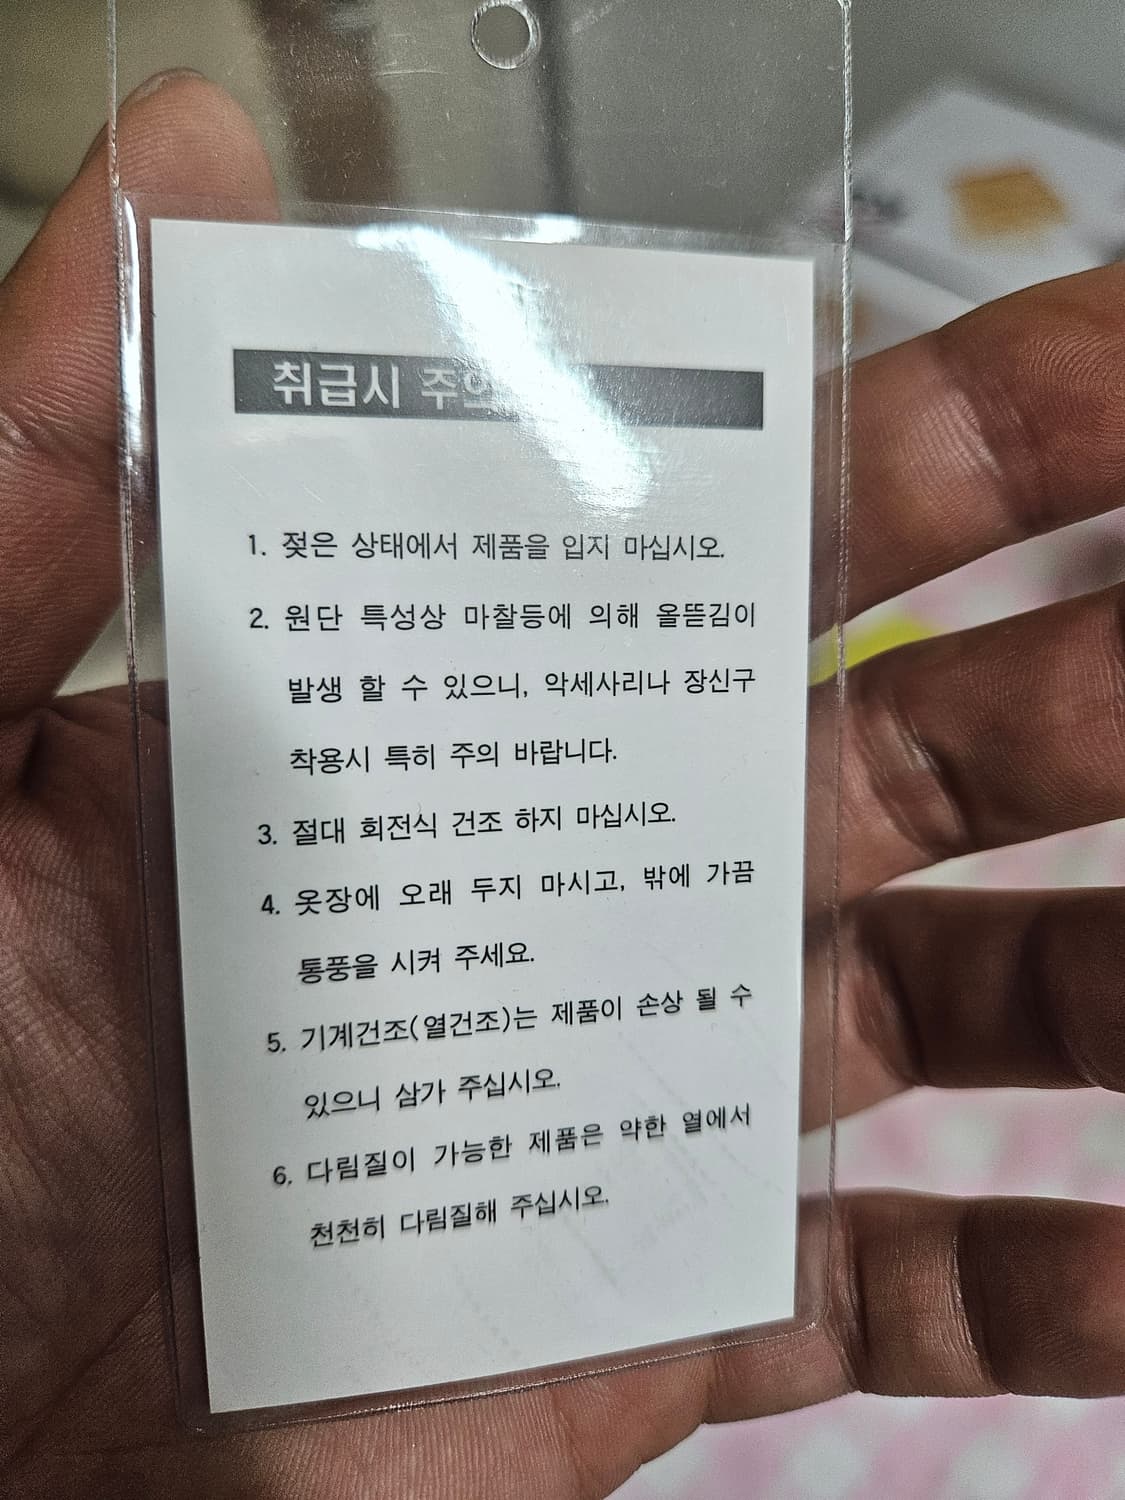 취급시 주의
1. 젖은 상태에서 제품을 입지 마십시오.
2. 원단 특성상 마찰등에 의해 올뜯김이
발생 할 수 있으니, 악세사리나 장신구
착용시 특히 주의 바랍니다.
3. 절대 회전식 건조 하지 마십시오.
4. 옷장에 오래 두지 마시고, 밖에 가끔
통풍을 시켜 주세요.
5. 기계건조(열건조)는 제품이 손상 될 수
있으니 삼가 주십시오.
6. 다림질이 가능한 제품은 약한 열에서
천천히 다림질해 주십시오.